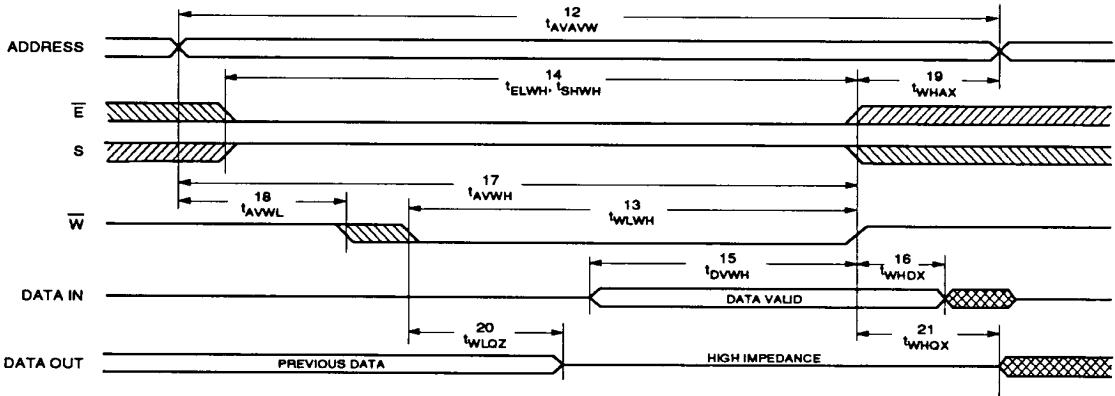 12
tAVAVW
ADDRESS
14
tELWH, tSHWH
19
tWHAX
E
S
17
tAVWH
18
tAVWL
13
tWLWH
W
15
tDVWH
16
tWHDX
DATA IN
DATA VALID
20
tWLQZ
21
tWHQX
DATA OUT
PREVIOUS DATA
HIGH IMPEDANCE